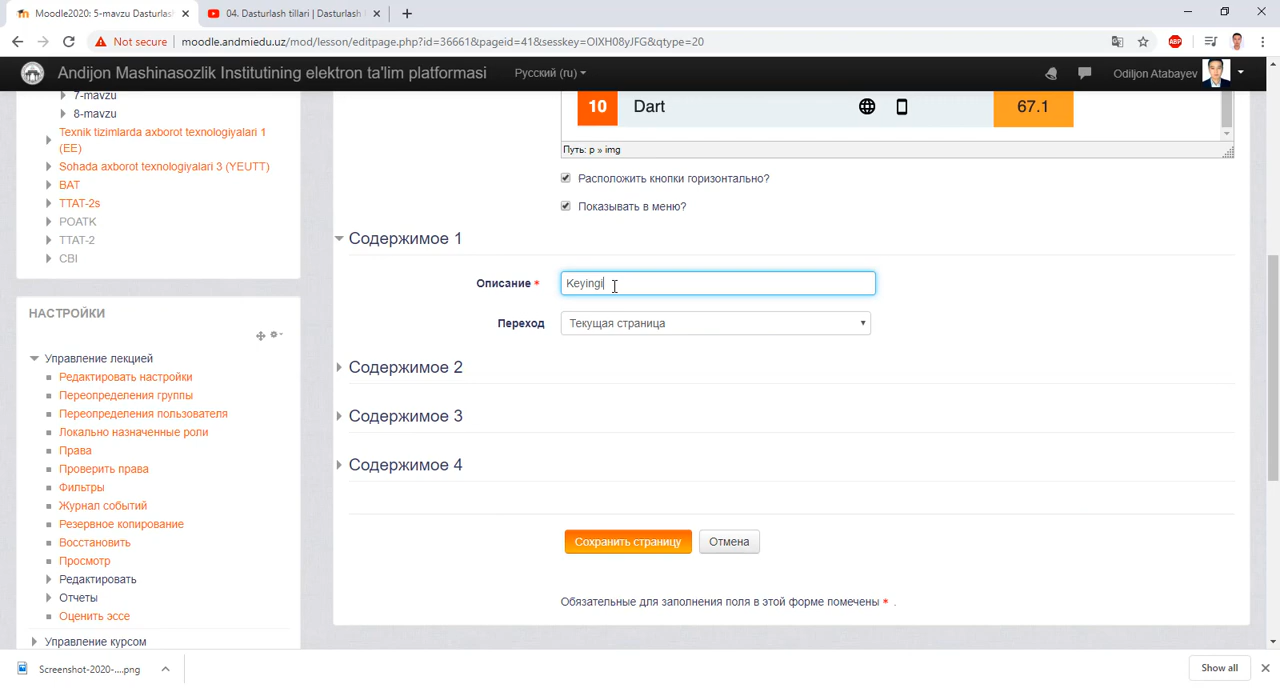 Moodle2020: 5-mavzu Dasturlash
04. Dasturlash tillari | Dasturlash
Not secure
moodle.andmiedu.uz/mod/lesson/editpage.php?id=36661&pageid=41&sesskey=OIXH08yJFG&qtype=20
ABP
Andijon Mashinasozlik Institutining elektron ta'lim platformasi
Русский (ru)
Odiljon Atabayev
7-mavzu
8-mavzu
Texnik tizimlarda axborot texnologiyalari 1
(EE)
Sohada axborot texnologiyalari 3 (YEUTT)
BAT
TTAT-2s
POATK
TTAT-2
CBI
НАСТРОЙКИ
Управление лекцией
Редактировать настройки
Переопределения группы
Переопределения пользователя
Локально назначенные роли
Права
Проверить права
Фильтры
Журнал событий
Резервное копирование
Восстановить
Просмотр
Редактировать
Отчеты
Оценить эссе
Управление курсом
10 Dart 67.1
Путь: p » img
Расположить кнопки горизонтально?
Показывать в меню?
Содержимое 1
Описание * Keyingi
Переход Текущая страница
Содержимое 2
Содержимое 3
Содержимое 4
Сохранить страницу Отмена
Обязательные для заполнения поля в этой форме помечены * .
Screenshot-2020-....png
Show all